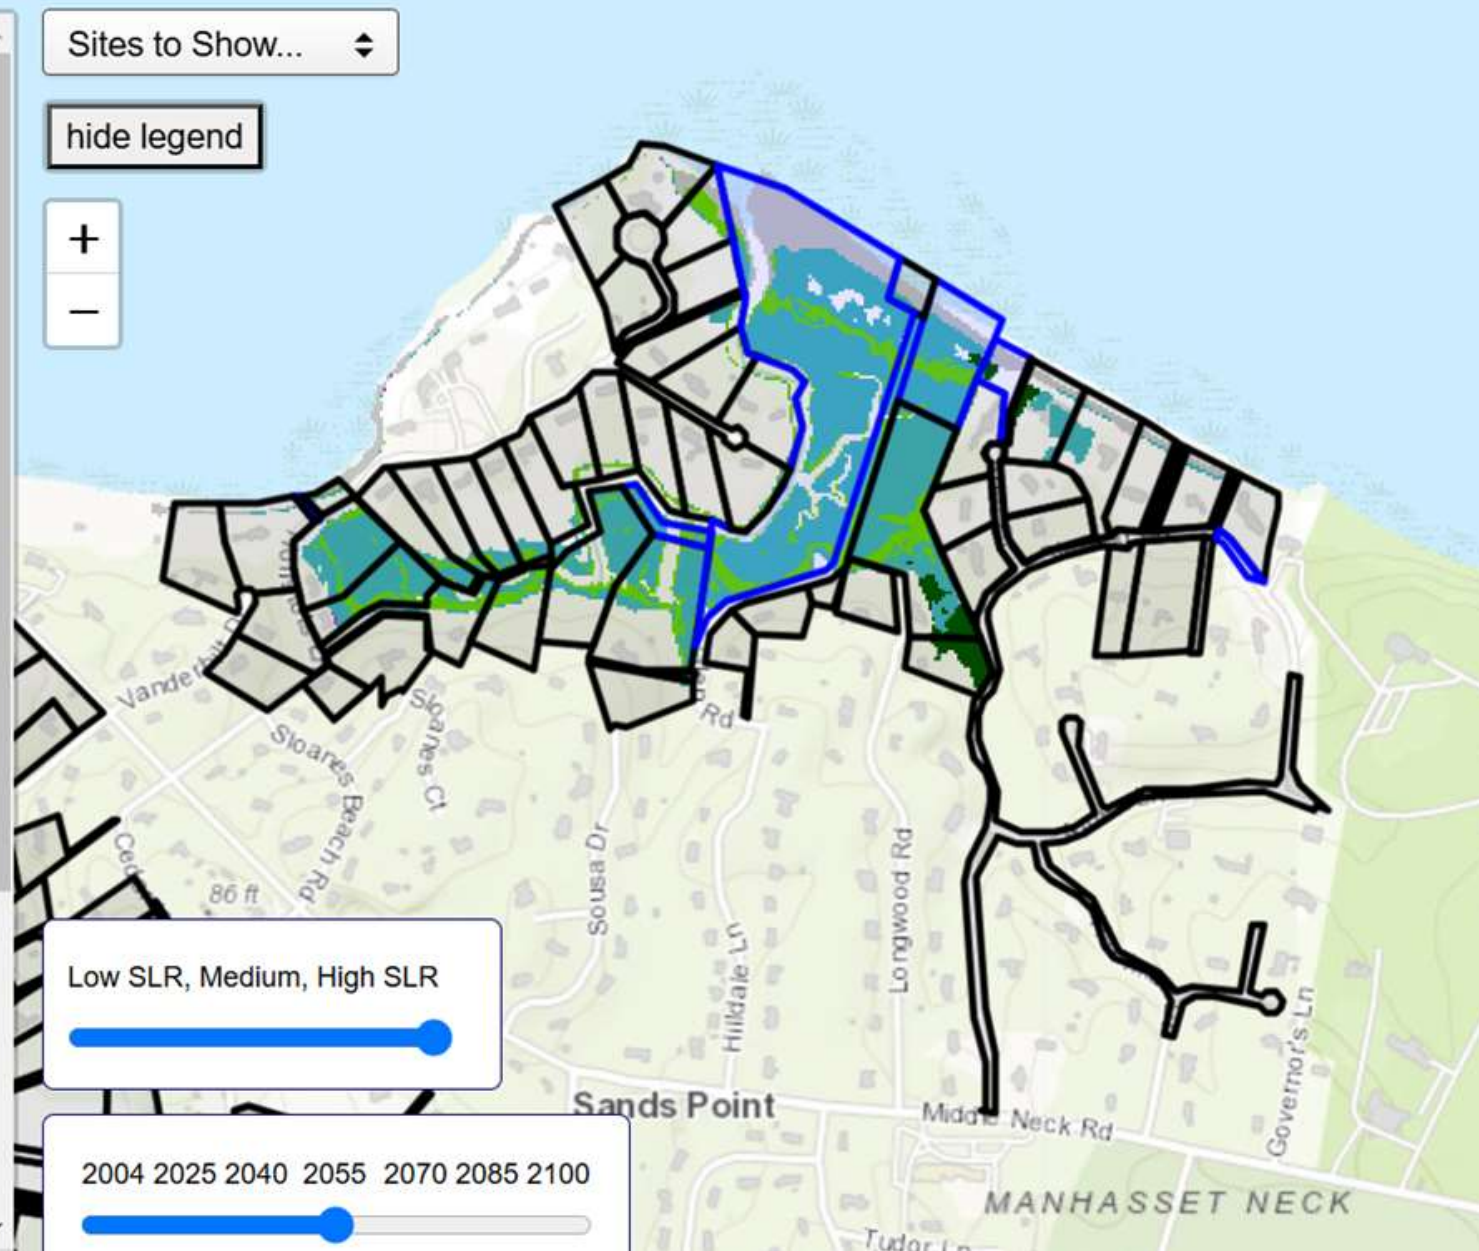 Sites to Show...
hide legend
+
−
Sloanes Ct
Sloanes Beach Rd
Rd
Sousa Dr
Hilldale Ln
Longwood Rd
86 ft
Low SLR, Medium, High SLR
Governor's Ln
Sands Point
Middle Neck Rd
2004 2025 2040 2055 2070 2085 2100
MANHASSET NECK